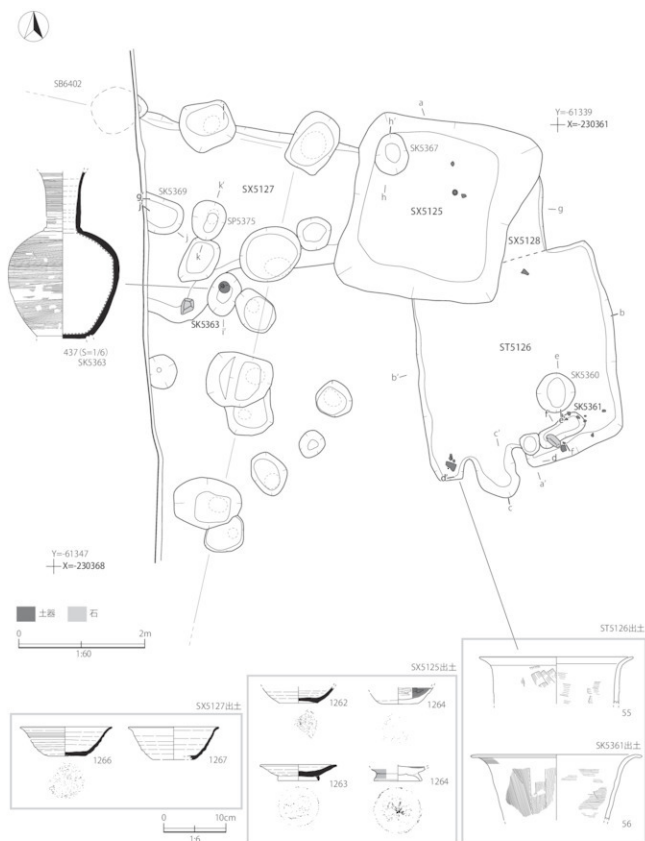 SB6402
Y=-61339
X=-230361
a
h'
SK5367
i
h
SX5127
SX5125
g
SK5369
k'
g
j'
SP5375
j
k
SX5128
b
437(S=1/6)
SK5363
SK5363
i'
ST5126
b'
e
SK5360
SK5361
f
e'
c'
f'
d'
d
a'
c
Y=-61347
X=-230368
土器 石
0 2m
1:60
ST5126出土
55
SK5361出土
56
SX5125出土
1262
1264
1263
1264
SX5127出土
1266
1267
0 10cm
1:6